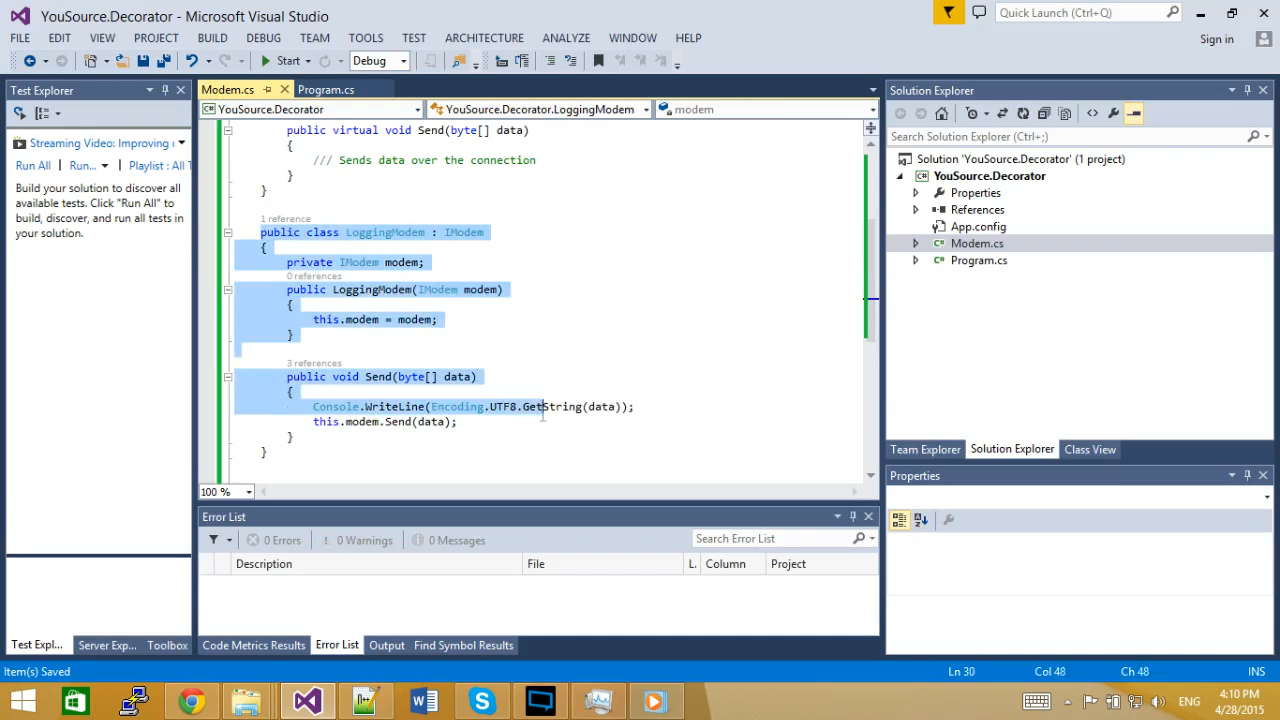 YouSource.Decorator - Microsoft Visual Studio
Quick Launch (Ctrl+Q)
FILE EDIT VIEW PROJECT BUILD DEBUG TEAM TOOLS TEST ARCHITECTURE ANALYZE WINDOW HELP
Sign in
Start Debug
Test Explorer
Streaming Video: Improving c
Run All Run... Playlist : All T
Build your solution to discover all
available tests. Click "Run All" to
build, discover, and run all tests in
your solution.
Modem.cs Program.cs
YouSource.Decorator YouSource.Decorator.LoggingModem modem
public virtual void Send(byte[] data)
{
/// Sends data over the connection
}
}
1 reference
public class LoggingModem : IModem
{
private IModem modem;
0 references
public LoggingModem(IModem modem)
{
this.modem = modem;
}
3 references
public void Send(byte[] data)
{
Console.WriteLine(Encoding.UTF8.GetString(data));
this.modem.Send(data);
}
}
100 %
Error List
0 Errors 0 Warnings 0 Messages
Search Error List
Description File L. Column Project
Test Expl... Server Exp... Toolbox
Code Metrics Results Error List Output Find Symbol Results
Solution Explorer
Search Solution Explorer (Ctrl+;)
Solution 'YouSource.Decorator' (1 project)
YouSource.Decorator
Properties
References
App.config
Modem.cs
Program.cs
Team Explorer Solution Explorer Class View
Properties
Item(s) Saved Ln 30 Col 48 Ch 48 INS
ENG
4:10 PM
4/28/2015